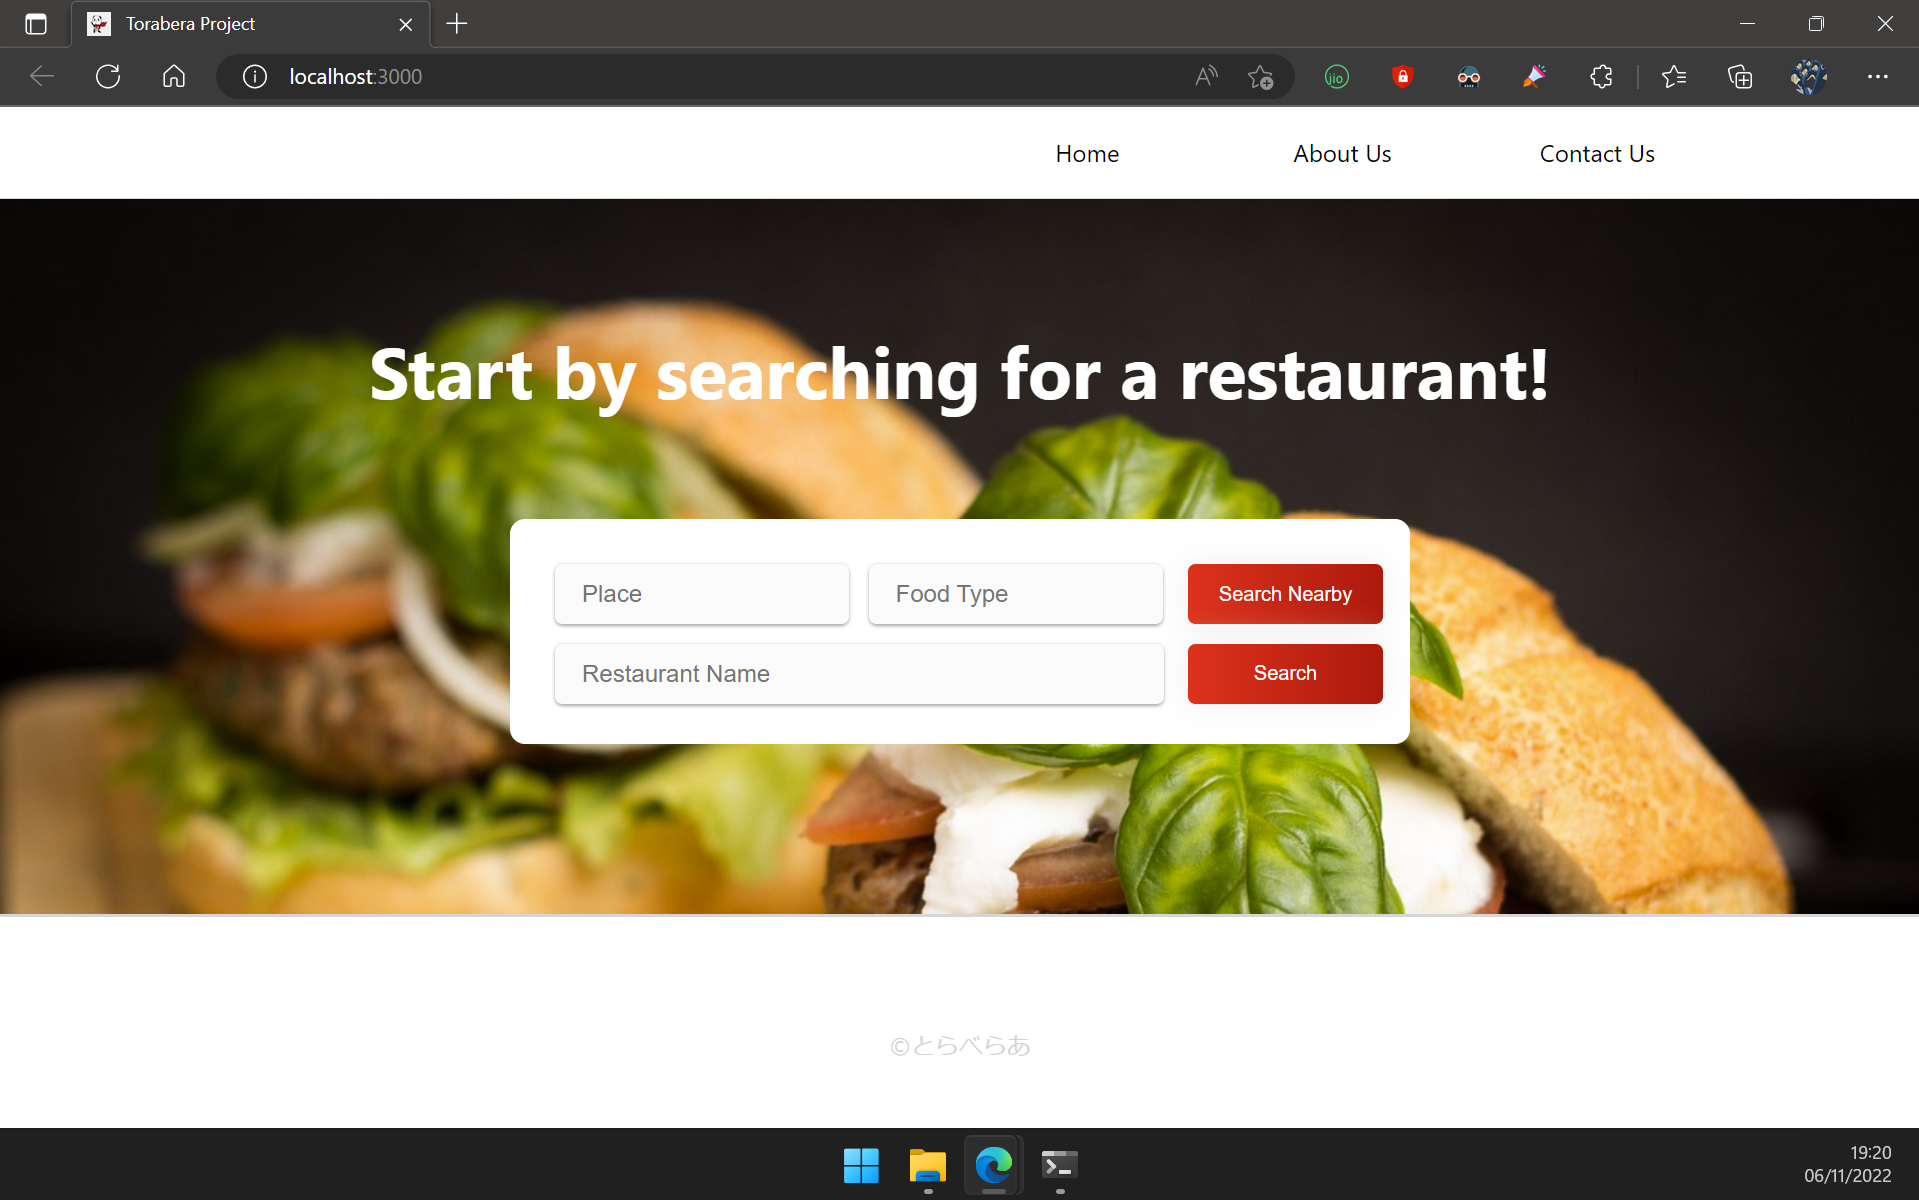 Torabera Project
localhost:3000
jio
Home
About Us
Contact Us
Start by searching for a restaurant!
Place
Food Type
Search Nearby
Restaurant Name
Search
©とらべらあ
19:20
06/11/2022